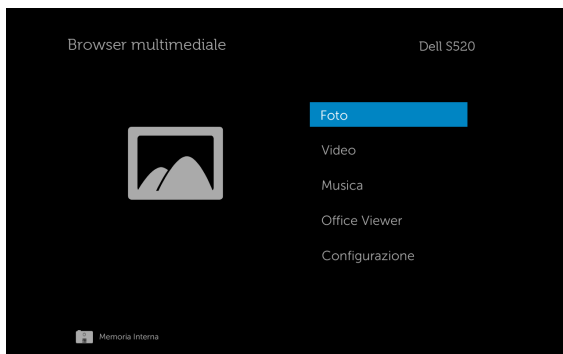 Browser multimediale
Dell S520
Foto
Video
Musica
Office Viewer
Configurazione
Memoria Interna